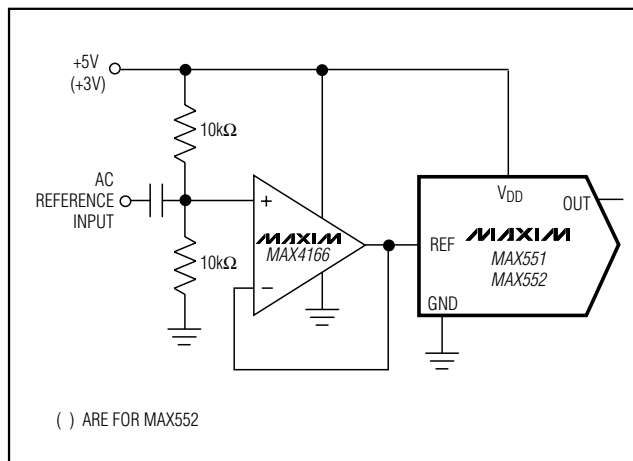 +5V
(+3V)
10kΩ
AC
REFERENCE
INPUT
10kΩ
+
−
MAXIM
MAX4166
VDD
OUT
REF
MAXIM
MAX551
MAX552
GND
( ) ARE FOR MAX552